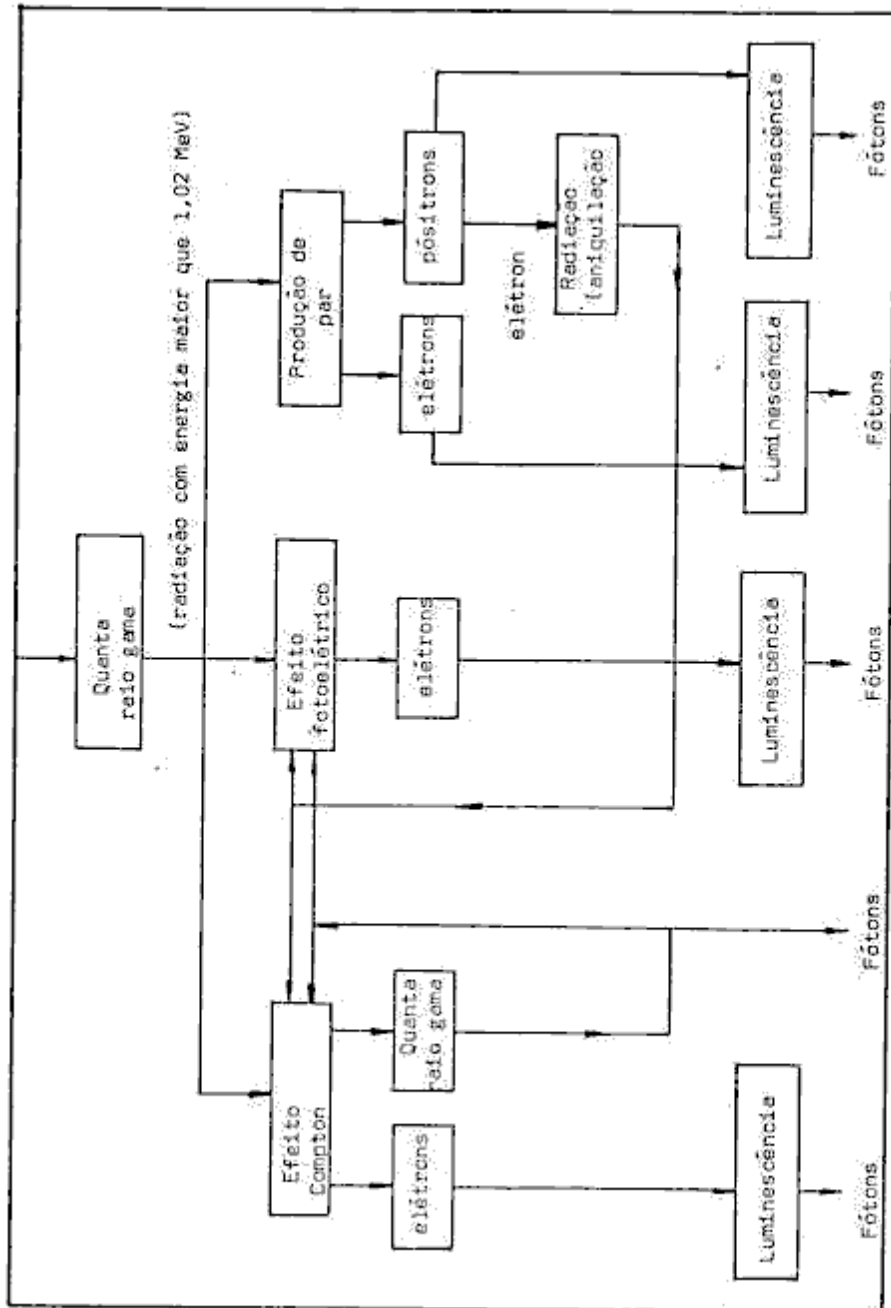 Quanta
raio gama
(radiação com energia maior que 1,02 MeV)
Efeito
Compton
Efeito
fotoelétrico
Produção de
par
elétrons
Quanta
raio gama
elétrons
elétrons
pósitrons
elétron
Radiação
(aniquilação)
Luminescência
Luminescência
Luminescência
Luminescência
Fótons
Fótons
Fótons
Fótons
Fótons